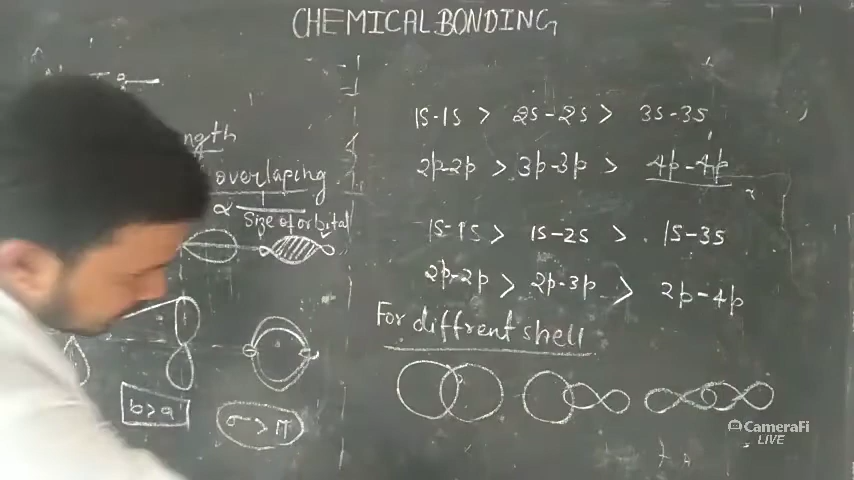 CHEMICAL BONDING
overlaping
∝
Size of orbital
b>a
σ > π
1s-1s > 2s-2s > 3s-3s
2p-2p > 3p-3p > 4p-4p
1s-1s > 1s-2s > 1s-3s
2p-2p > 2p-3p > 2p-4p
For diffrent shell
CameraFi
LIVE